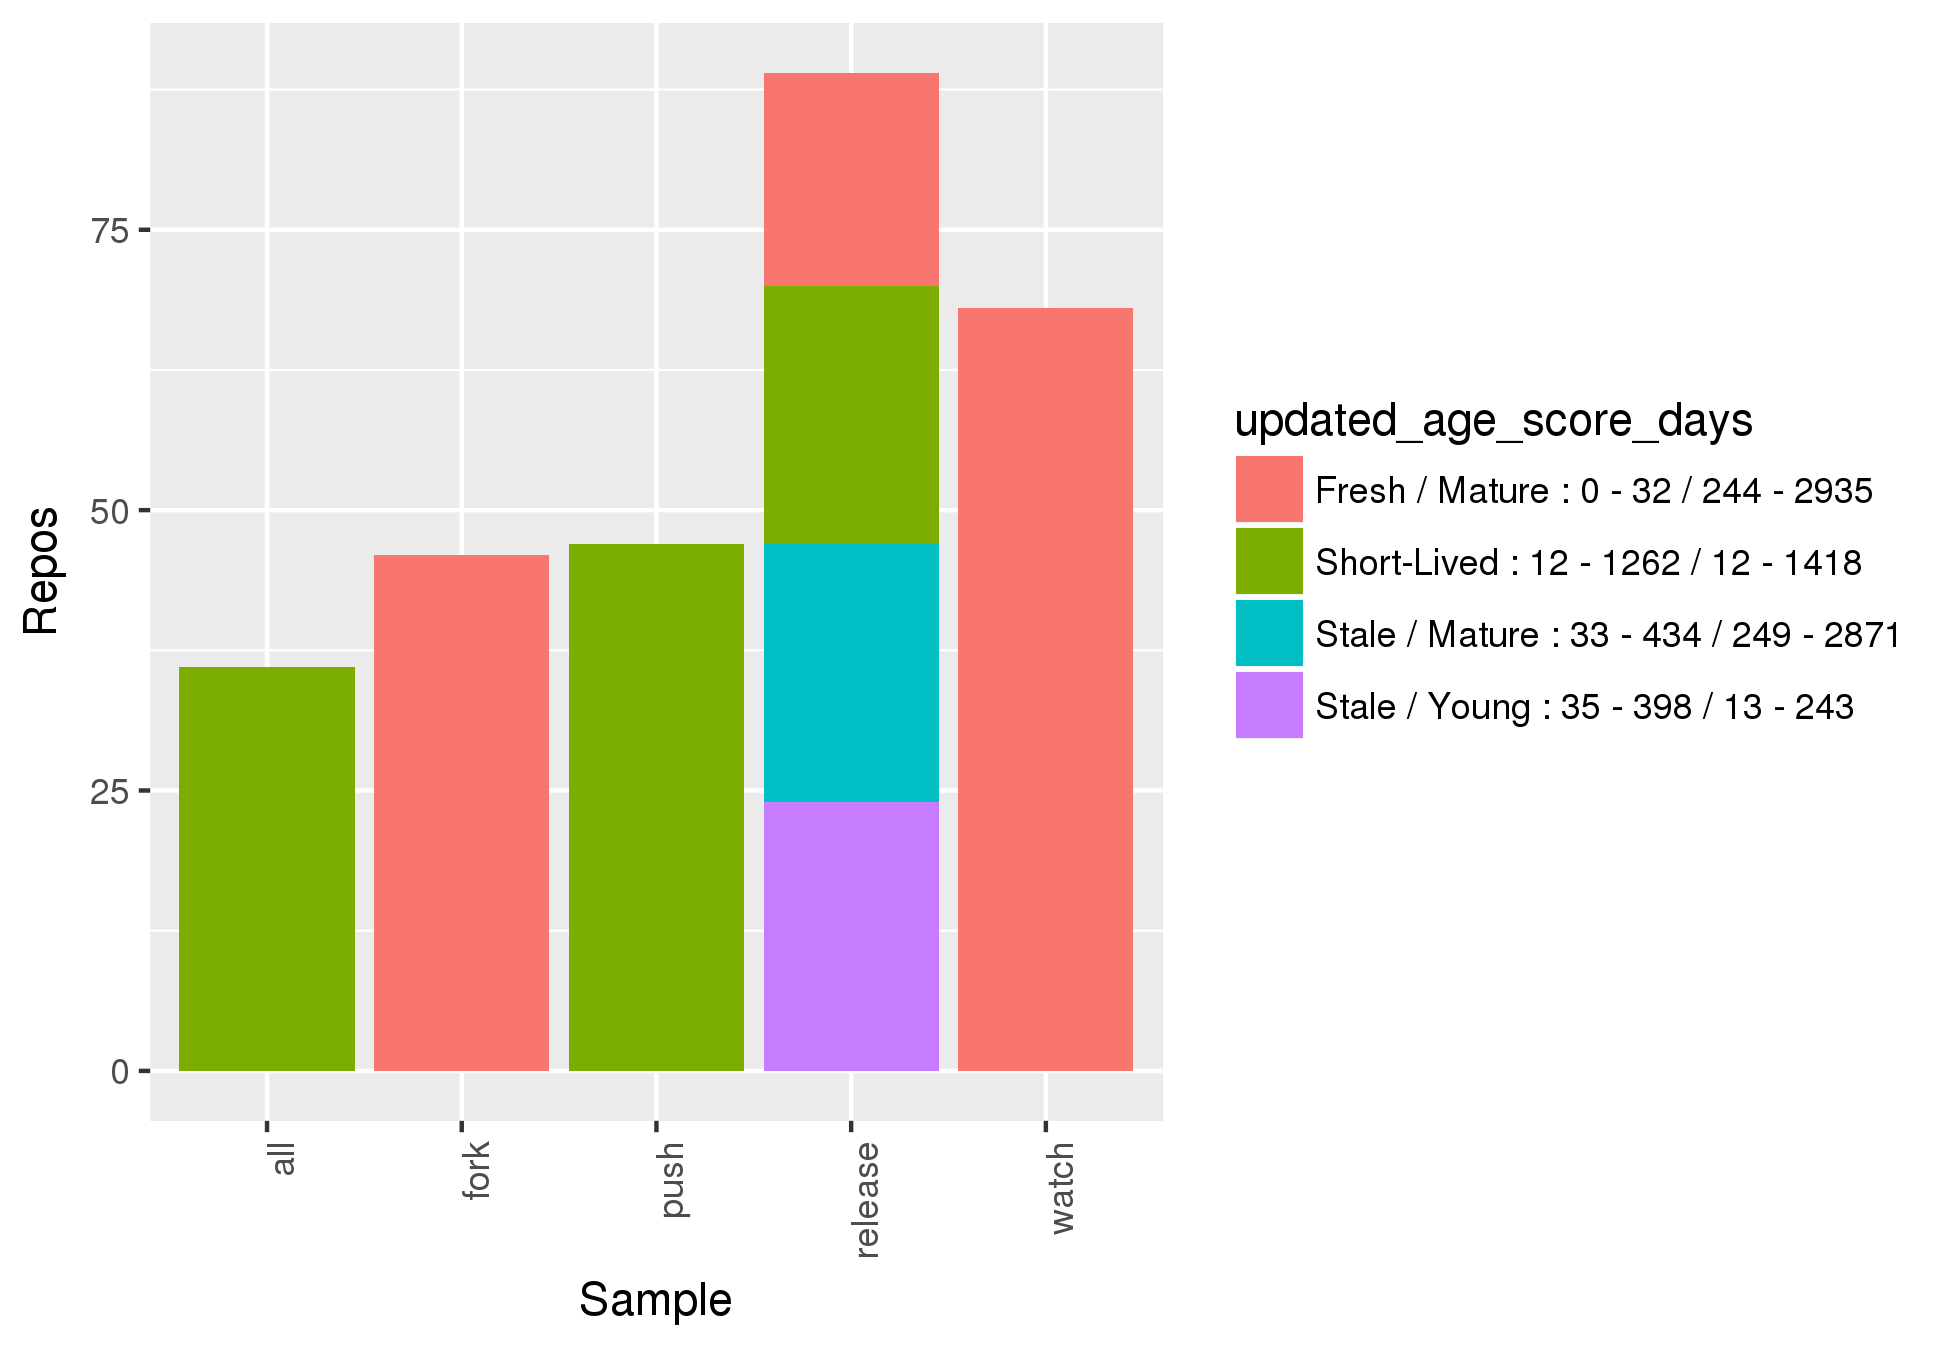 75
50
25
0
Repos
all
fork
push
release
watch
Sample
updated_age_score_days
Fresh / Mature : 0 - 32 / 244 - 2935
Short-Lived : 12 - 1262 / 12 - 1418
Stale / Mature : 33 - 434 / 249 - 2871
Stale / Young : 35 - 398 / 13 - 243